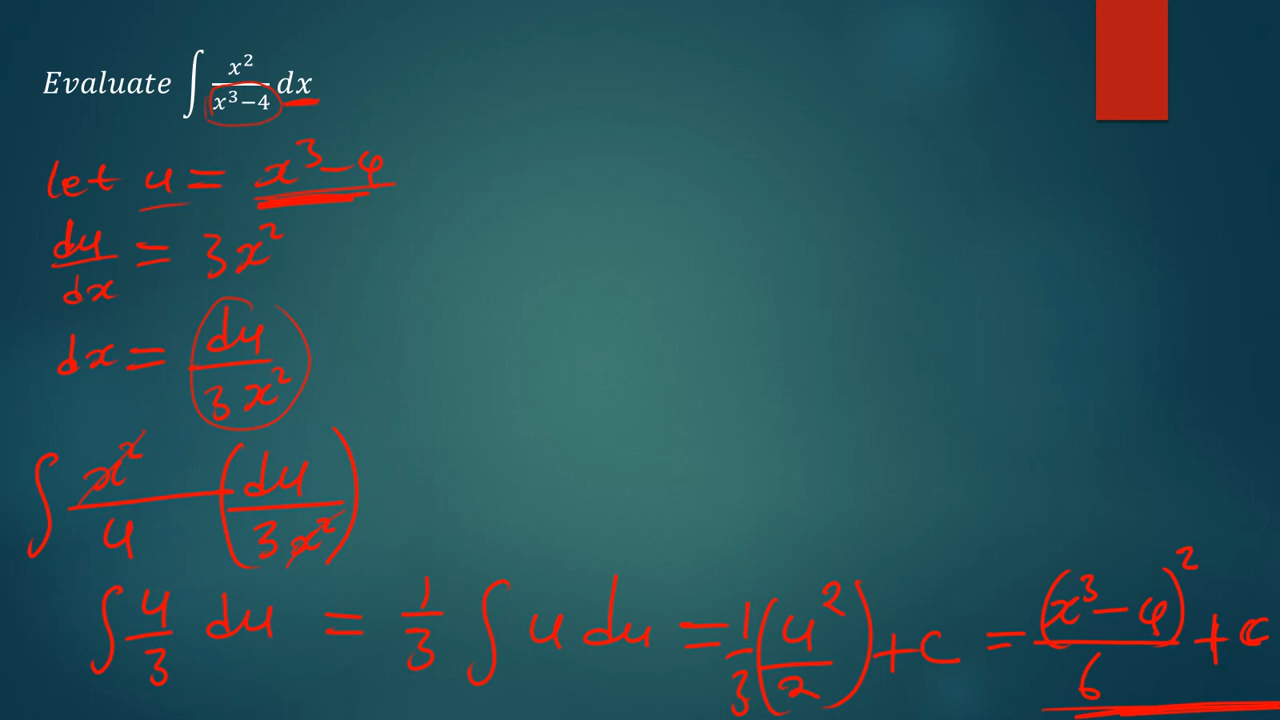 Evaluate ∫ x²/(x³−4) dx
let u = x³−4
du/dx = 3x²
dx = du/3x²
∫ x²/u (du/3x²)
∫ u/3 du = 1/3 ∫ u du = 1/3 (u²/2) + c = (x³−4)²/6 + c